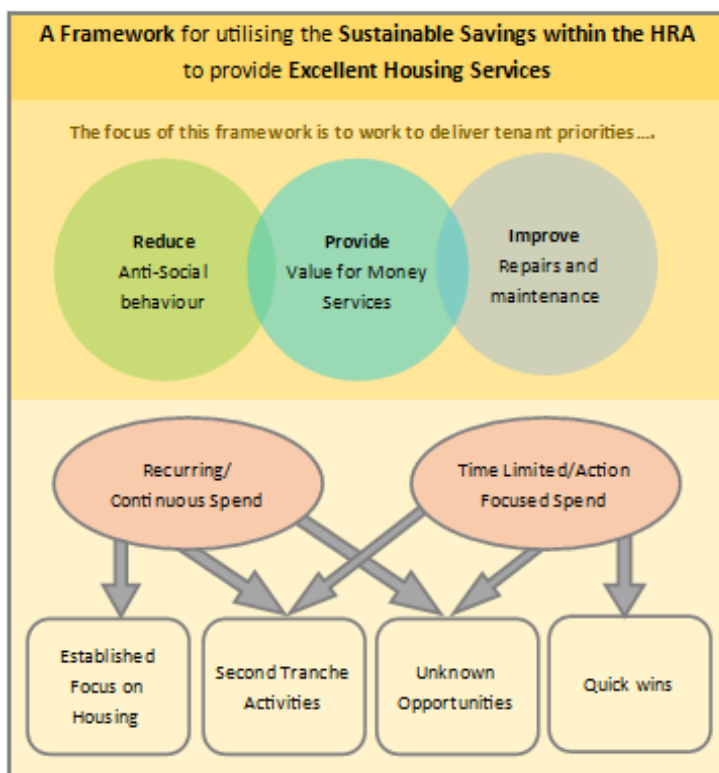 A Framework for utilising the Sustainable Savings within the HRA
to provide Excellent Housing Services
The focus of this framework is to work to deliver tenant priorities....
Reduce
Anti-Social
behaviour
Provide
Value for Money
Services
Improve
Repairs and
maintenance
Recurring/
Continuous Spend
Time Limited/Action
Focused Spend
Established
Focus on
Housing
Second Tranche
Activities
Unknown
Opportunities
Quick wins